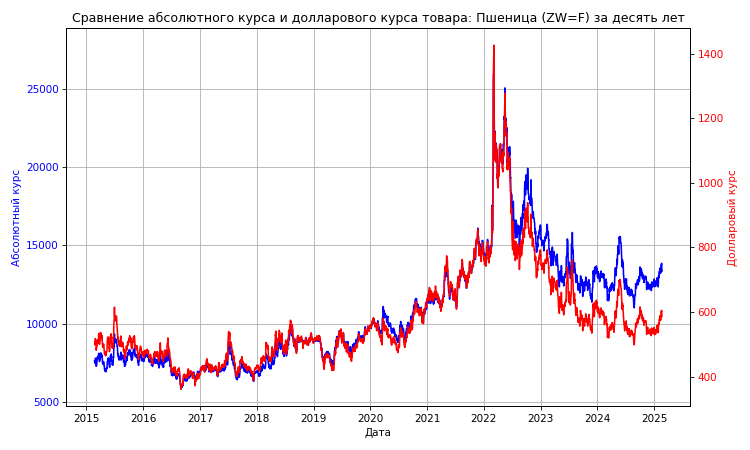 Сравнение абсолютного курса и долларового курса товара: Пшеница (ZW=F) за десять лет
Абсолютный курс
25000
20000
15000
10000
5000
1400
1200
1000
800
600
400
Долларовый курс
2015 2016 2017 2018 2019 2020 2021 2022 2023 2024 2025
Дата